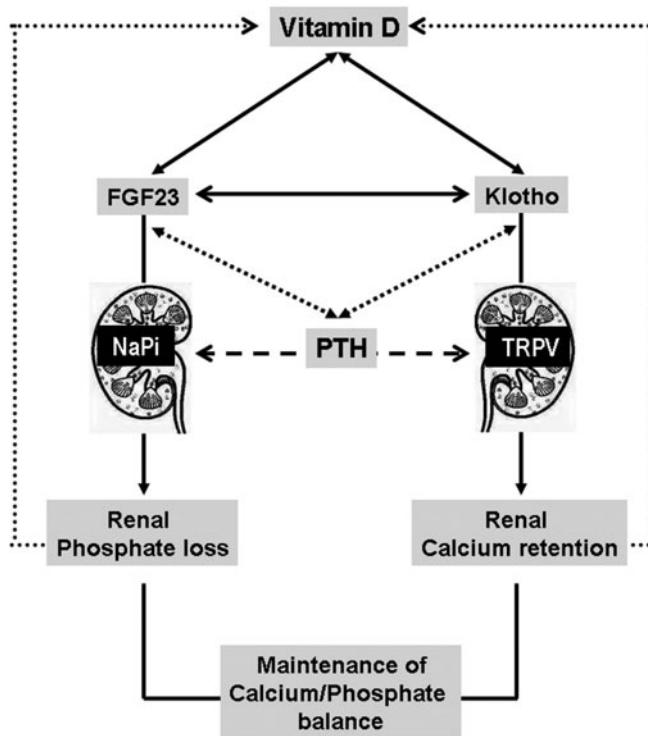 Vitamin D
FGF23
Klotho
NaPi
PTH
TRPV
Renal
Phosphate loss
Renal
Calcium retention
Maintenance of
Calcium/Phosphate
balance